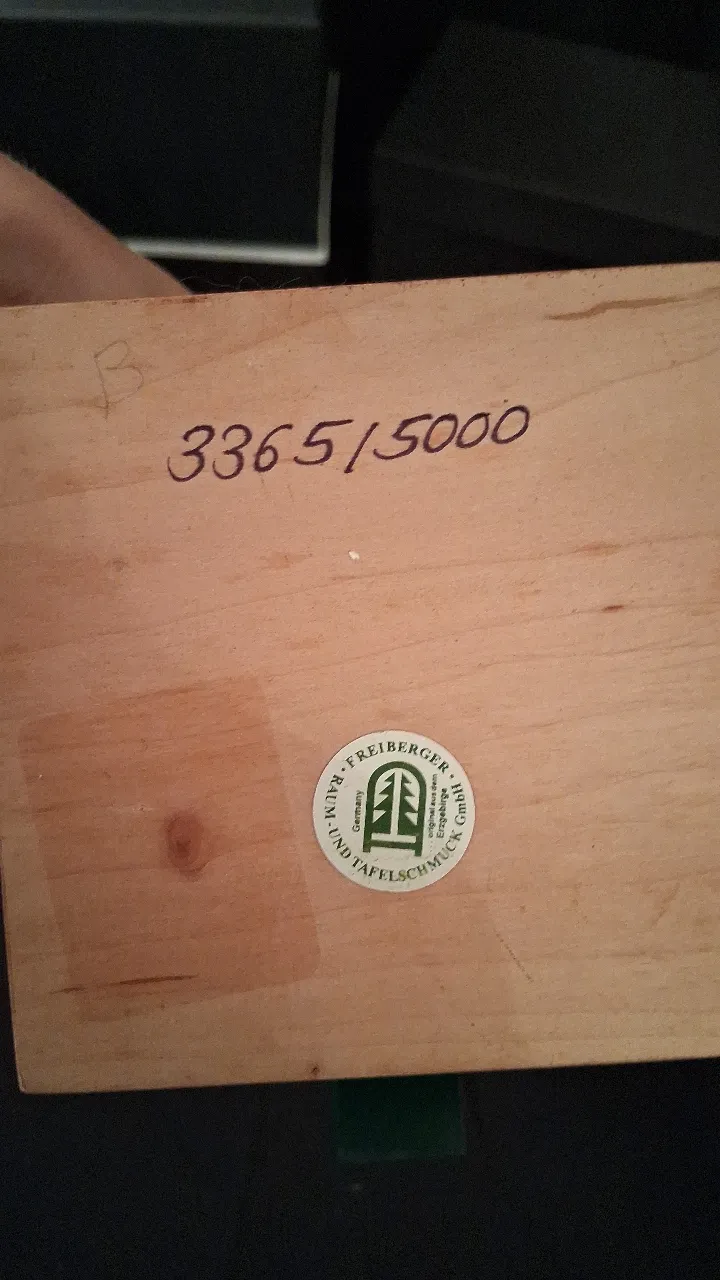 B
3365/5000
· FREIBERGER · RAUM- UND TAFELSCHMUCK GmbH
Germany
original aus dem
Erzgebirge